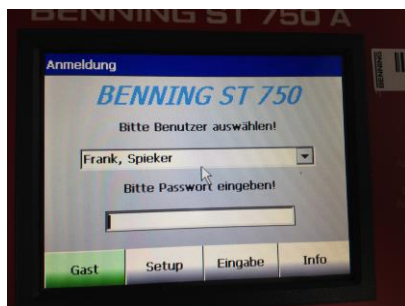 BENNING ST 750 A
Anmeldung
BENNING ST 750
Bitte Benutzer auswählen!
Frank, Spieker
Bitte Passwort eingeben!
Gast
Setup
Eingabe
Info
BENNING